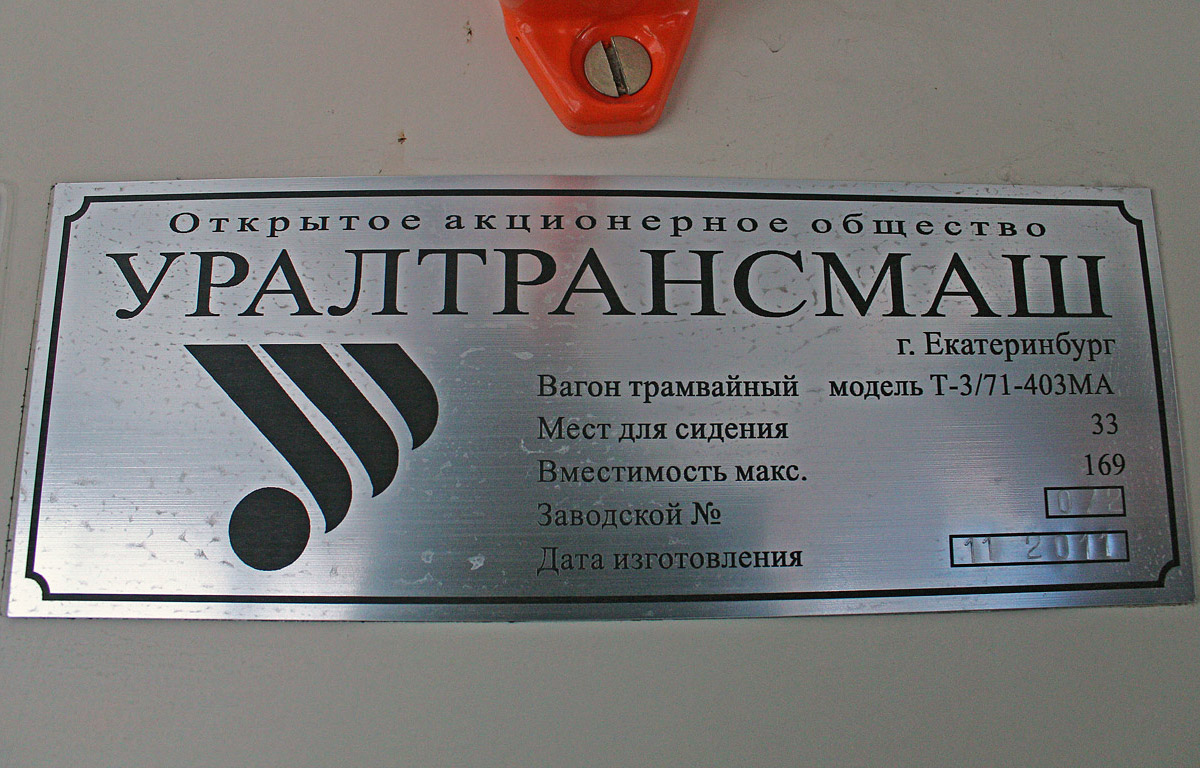 Открытое акционерное общество
УРАЛТРАНСМАШ
г. Екатеринбург
Вагон трамвайный модель Т-3/71-403МА
Мест для сидения 33
Вместимость макс. 169
Заводской №
Дата изготовления 11 2011